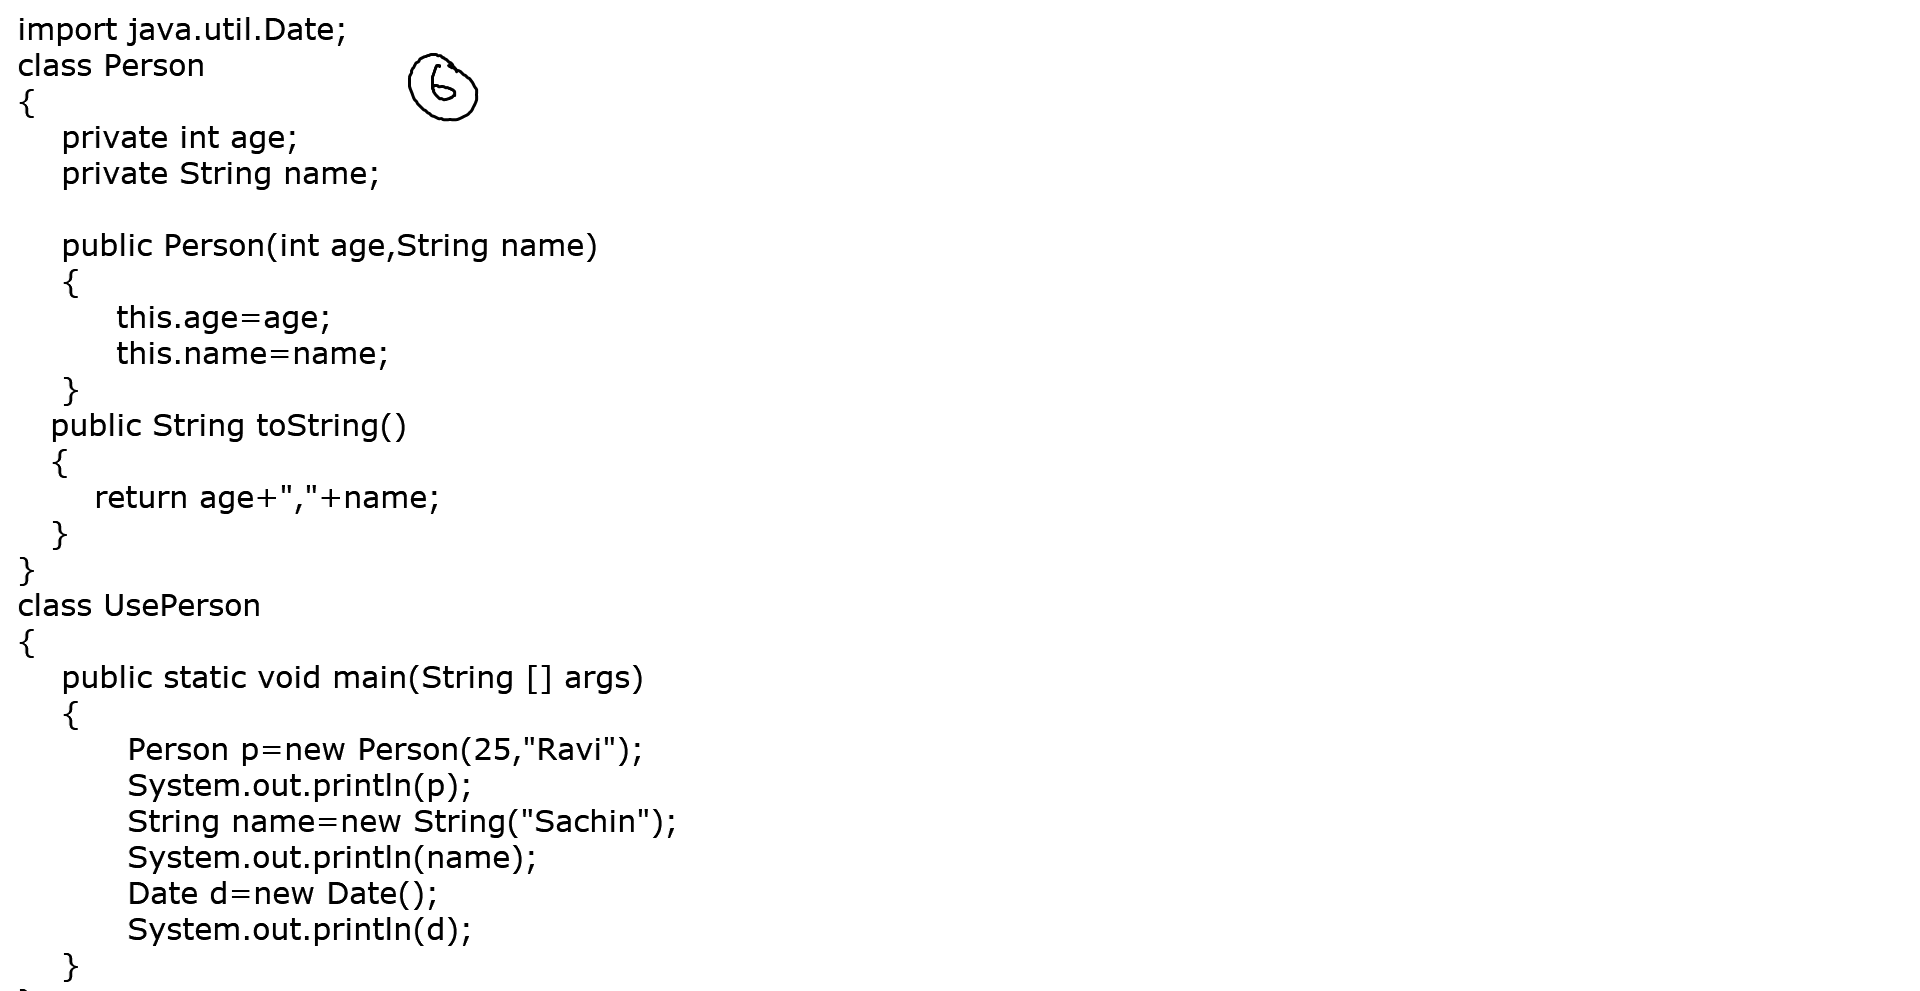 import java.util.Date;
class Person
6
{
private int age;
private String name;
public Person(int age,String name)
{
this.age=age;
this.name=name;
}
public String toString()
{
return age+","+name;
}
}
class UsePerson
{
public static void main(String [] args)
{
Person p=new Person(25,"Ravi");
System.out.println(p);
String name=new String("Sachin");
System.out.println(name);
Date d=new Date();
System.out.println(d);
}